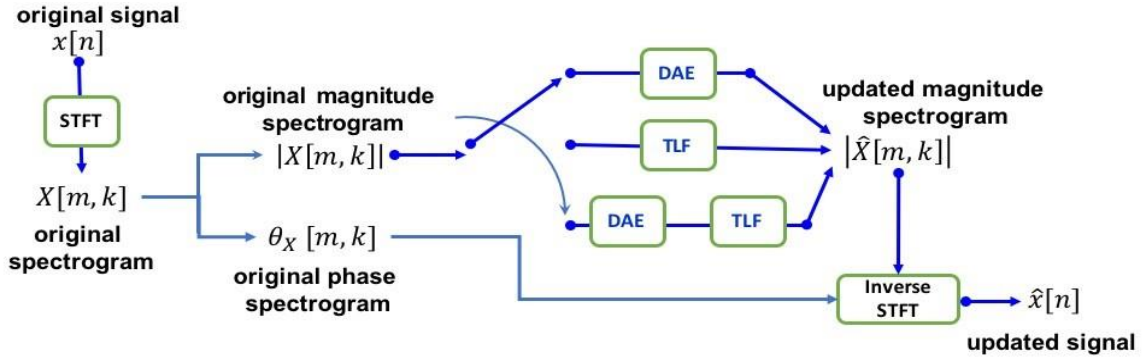 original signal
x[n]
STFT
X[m, k]
original
spectrogram
original magnitude
spectrogram
|X[m, k]|
θ_X [m, k]
original phase
spectrogram
DAE
TLF
DAE
TLF
updated magnitude
spectrogram
|X̂[m, k]|
Inverse
STFT
x̂[n]
updated signal